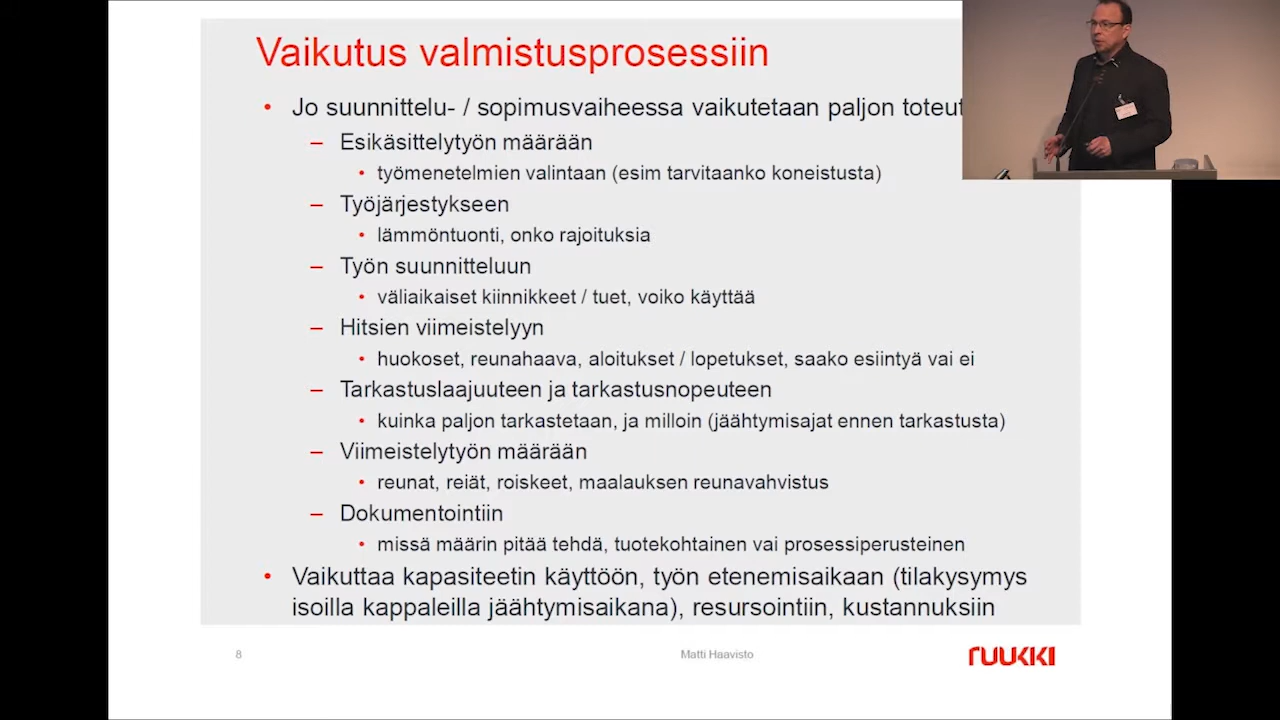 Vaikutus valmistusprosessiin
• Jo suunnittelu- / sopimusvaiheessa vaikutetaan paljon
– Esikäsittelytyön määrään
• työmenetelmien valintaan (esim tarvitaanko koneistusta)
– Työjärjestykseen
• lämmöntuonti, onko rajoituksia
– Työn suunnitteluun
• väliaikaiset kiinnikkeet / tuet, voiko käyttää
– Hitsien viimeistelyyn
• huokoset, reunahaava, aloitukset / lopetukset, saako esiintyä vai ei
– Tarkastuslaajuuteen ja tarkastusnopeuteen
• kuinka paljon tarkastetaan, ja milloin (jäähtymisajat ennen tarkastusta)
– Viimeistelytyön määrään
• reunat, reiät, roiskeet, maalauksen reunavahvistus
– Dokumentointiin
• missä määrin pitää tehdä, tuotekohtainen vai prosessiperusteinen
• Vaikuttaa kapasiteetin käyttöön, työn etenemisaikaan (tilakysymys
isoilla kappaleilla jäähtymisaikana), resursointiin, kustannuksiin
8
Matti Haavisto
RUUKKI